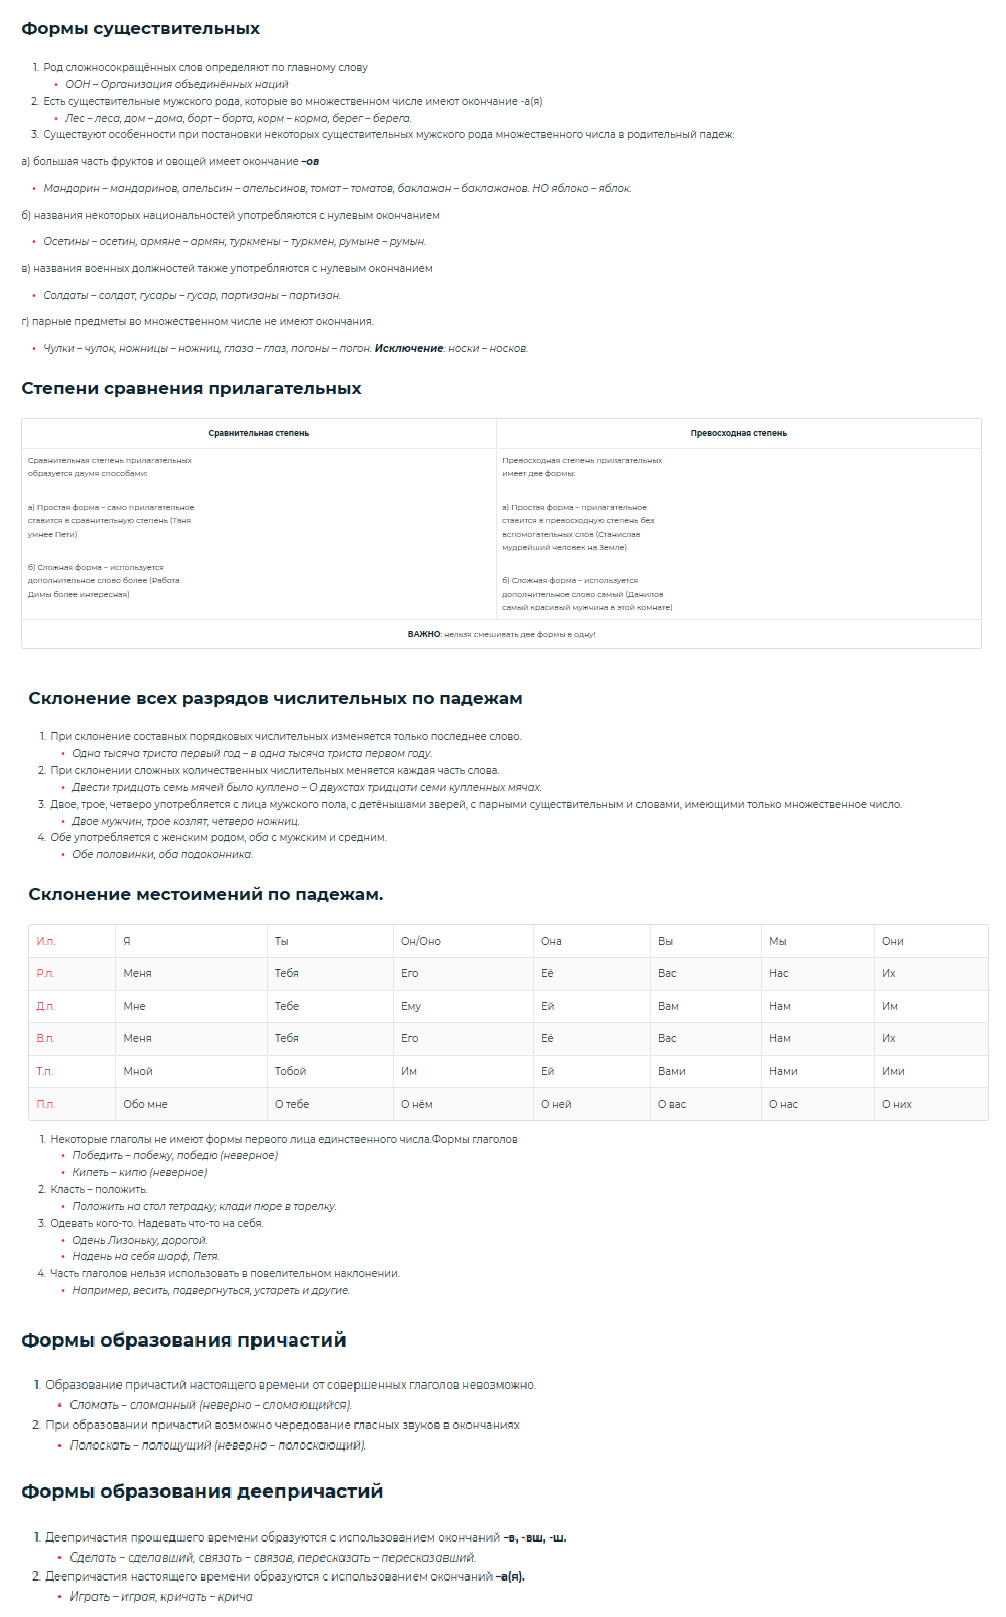 Формы существительных
1. Род сложносокращённых слов определяют по главному слову
• ООН – Организация объединённых наций
2. Есть существительные мужского рода, которые во множественном числе имеют окончание -а(я)
• Лес – леса, дом – дома, борт – борта, корм – корма, берег – берега.
3. Существуют особенности при постановки некоторых существительных мужского рода множественного числа в родительный падеж:
а) большая часть фруктов и овощей имеет окончание –ов
• Мандарин – мандаринов, апельсин – апельсинов, томат – томатов, баклажан – баклажанов. НО яблоко – яблок.
б) названия некоторых национальностей употребляются с нулевым окончанием
• Осетины – осетин, армяне – армян, туркмены – туркмен, румыне – румын.
в) названия военных должностей также употребляются с нулевым окончанием
• Солдаты – солдат, гусары – гусар, партизаны – партизан.
г) парные предметы во множественном числе не имеют окончания.
• Чулки – чулок, ножницы – ножниц, глаза – глаз, погоны – погон. Исключение: носки – носков.
Степени сравнения прилагательных
Сравнительная степень
Превосходная степень
Сравнительная степень прилагательных
образуется двумя способами:
а) Простая форма – само прилагательное
ставится в сравнительную степень (Таня
умнее Пети)
б) Сложная форма – используется
дополнительное слово более (Работа
Димы более интересная)
Превосходная степень прилагательных
имеет две формы:
а) Простая форма – прилагательное
ставится в превосходную степень без
вспомогательных слов (Станислав
мудрейший человек на Земле)
б) Сложная форма – используется
дополнительное слово самый (Данилов
самый красивый мужчина в этой комнате)
ВАЖНО: нельзя смешивать две формы в одну!
Склонение всех разрядов числительных по падежам
1. При склонение составных порядковых числительных изменяется только последнее слово.
• Одна тысяча триста первый год – в одна тысяча триста первом году.
2. При склонении сложных количественных числительных меняется каждая часть слова.
• Двести тридцать семь мячей было куплено – О двухстах тридцати семи купленных мячах.
3. Двое, трое, четверо употребляется с лица мужского пола, с детёнышами зверей, с парными существительным и словами, имеющими только множественное число.
• Двое мужчин, трое козлят, четверо ножниц.
4. Обе употребляется с женским родом, оба с мужским и средним.
• Обе половинки, оба подоконника.
Склонение местоимений по падежам.
И.п. Я Ты Он/Оно Она Вы Мы Они
Р.п. Меня Тебя Его Её Вас Нас Их
Д.п. Мне Тебе Ему Ей Вам Нам Им
В.п. Меня Тебя Его Её Вас Нам Их
Т.п. Мной Тобой Им Ей Вами Нами Ими
П.п. Обо мне О тебе О нём О ней О вас О нас О них
1. Некоторые глаголы не имеют формы первого лица единственного числа.Формы глаголов
• Победить – побежу, победю (неверное)
• Кипеть – кипю (неверное)
2. Класть – положить.
• Положить на стол тетрадку; клади пюре в тарелку.
3. Одевать кого-то. Надевать что-то на себя.
• Одень Лизоньку, дорогой.
• Надень на себя шарф, Петя.
4. Часть глаголов нельзя использовать в повелительном наклонении.
• Например, весить, подвергнуться, устареть и другие.
Формы образования причастий
1. Образование причастий настоящего времени от совершенных глаголов невозможно.
• Сломать – сломанный (неверно – сломающийся).
2. При образовании причастий возможно чередование гласных звуков в окончаниях
• Полоскать – полощущий (неверно – полоскающий).
Формы образования деепричастий
1. Деепричастия прошедшего времени образуются с использованием окончаний –в, -вш, -ш.
• Сделать – сделавший, связать – связав, пересказать – пересказавший.
2. Деепричастия настоящего времени образуются с использованием окончаний –а(я).
• Играть – играя, кричать – крича